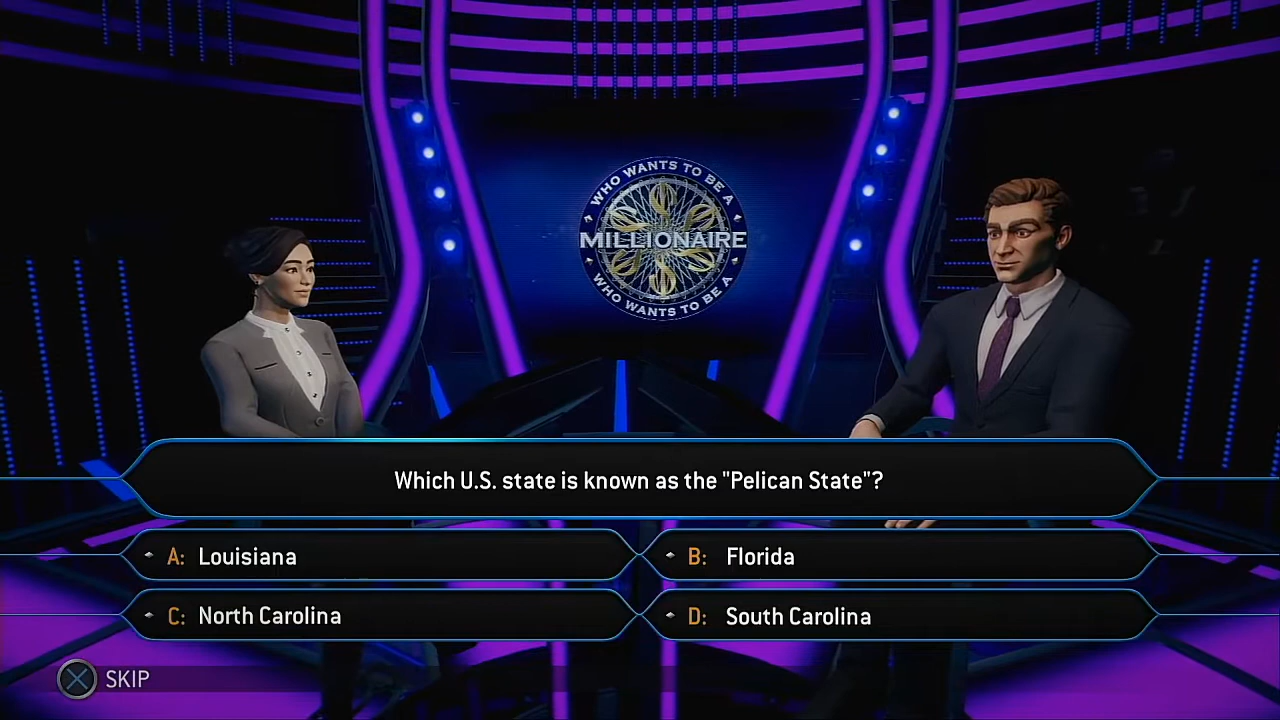 WHO WANTS TO BE A
MILLIONAIRE
WHO WANTS TO BE A
Which U.S. state is known as the "Pelican State"?
A: Louisiana
B: Florida
C: North Carolina
D: South Carolina
SKIP